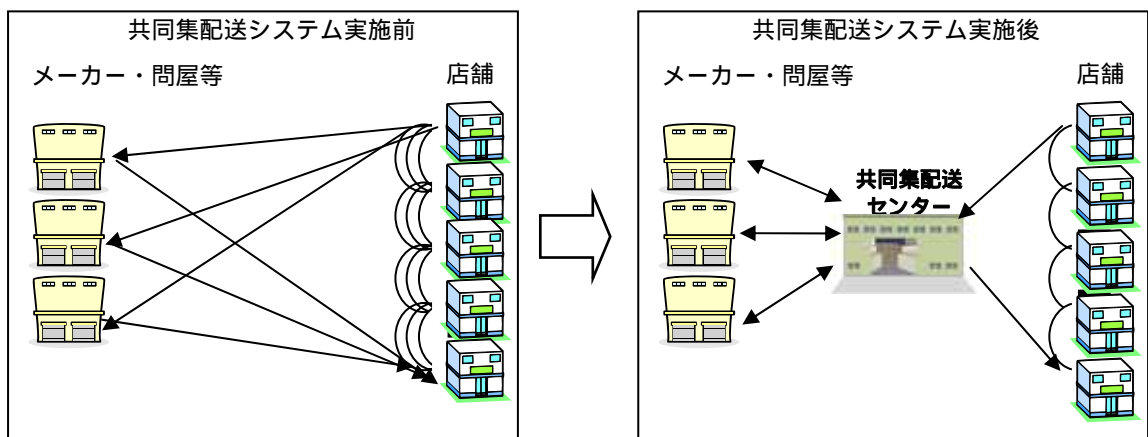 共同集配送システム実施前
メーカー・問屋等
店舗
共同集配送システム実施後
メーカー・問屋等
店舗
共同集配送
センター